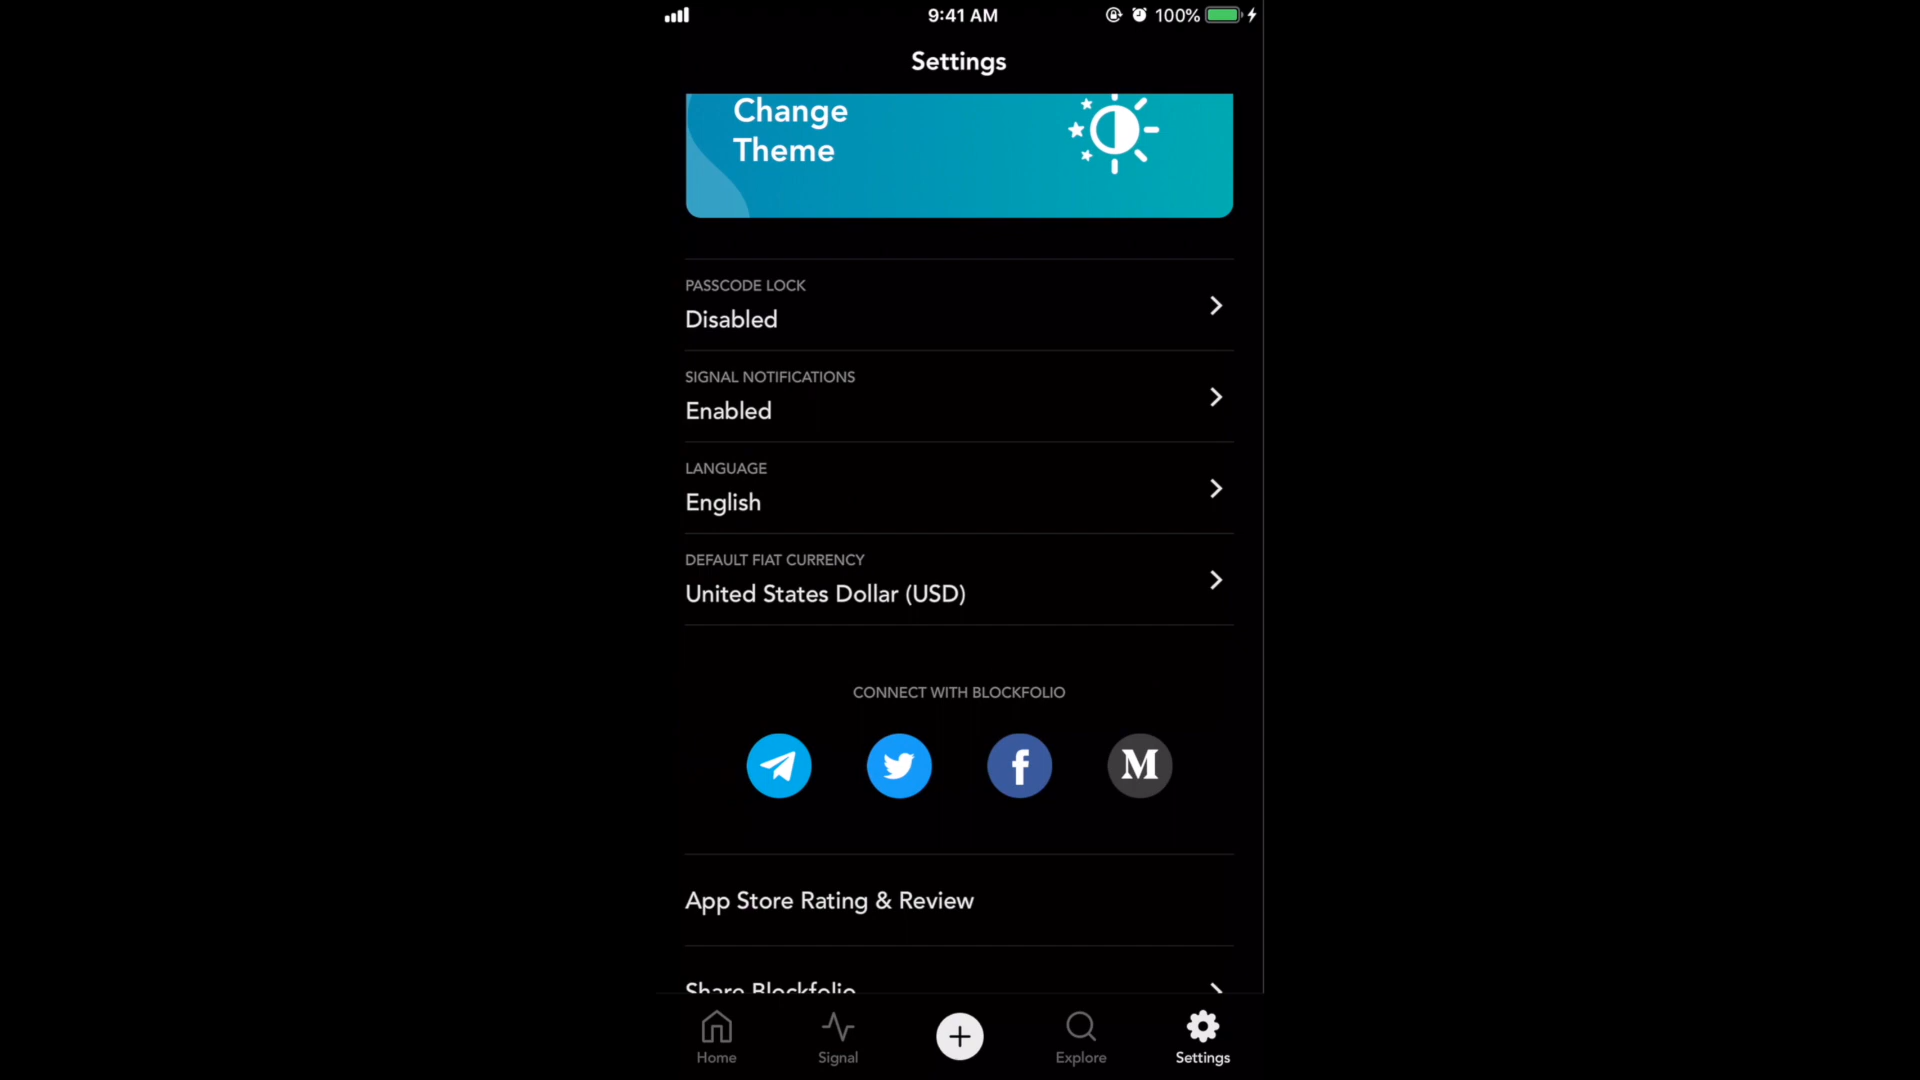 9:41 AM
100%
Settings
Change
Theme
PASSCODE LOCK
Disabled
SIGNAL NOTIFICATIONS
Enabled
LANGUAGE
English
DEFAULT FIAT CURRENCY
United States Dollar (USD)
CONNECT WITH BLOCKFOLIO
f
M
App Store Rating & Review
Share Blockfolio
Home
Signal
Explore
Settings